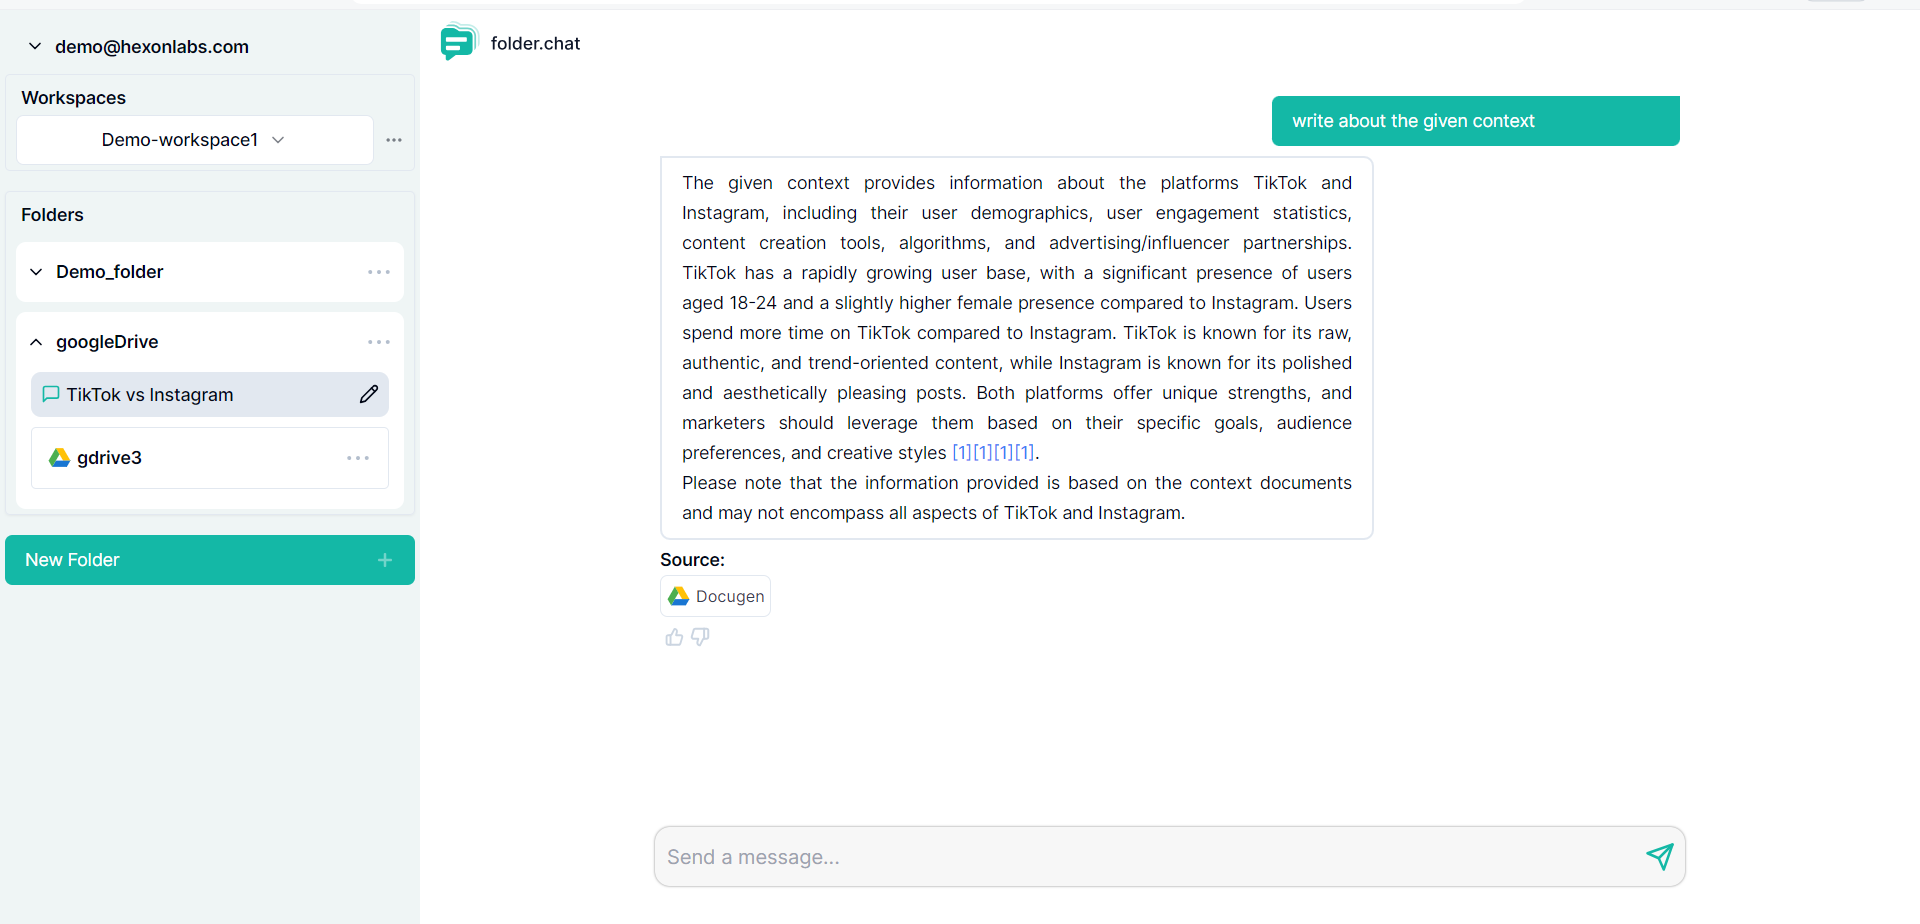 demo@hexonlabs.com
Workspaces
Demo-workspace1
Folders
Demo_folder
googleDrive
TikTok vs Instagram
gdrive3
New Folder
folder.chat
write about the given context
The given context provides information about the platforms TikTok and
Instagram, including their user demographics, user engagement statistics,
content creation tools, algorithms, and advertising/influencer partnerships.
TikTok has a rapidly growing user base, with a significant presence of users
aged 18-24 and a slightly higher female presence compared to Instagram. Users
spend more time on TikTok compared to Instagram. TikTok is known for its raw,
authentic, and trend-oriented content, while Instagram is known for its polished
and aesthetically pleasing posts. Both platforms offer unique strengths, and
marketers should leverage them based on their specific goals, audience
preferences, and creative styles [1][1][1][1].
Please note that the information provided is based on the context documents
and may not encompass all aspects of TikTok and Instagram.
Source:
Docugen
Send a message...